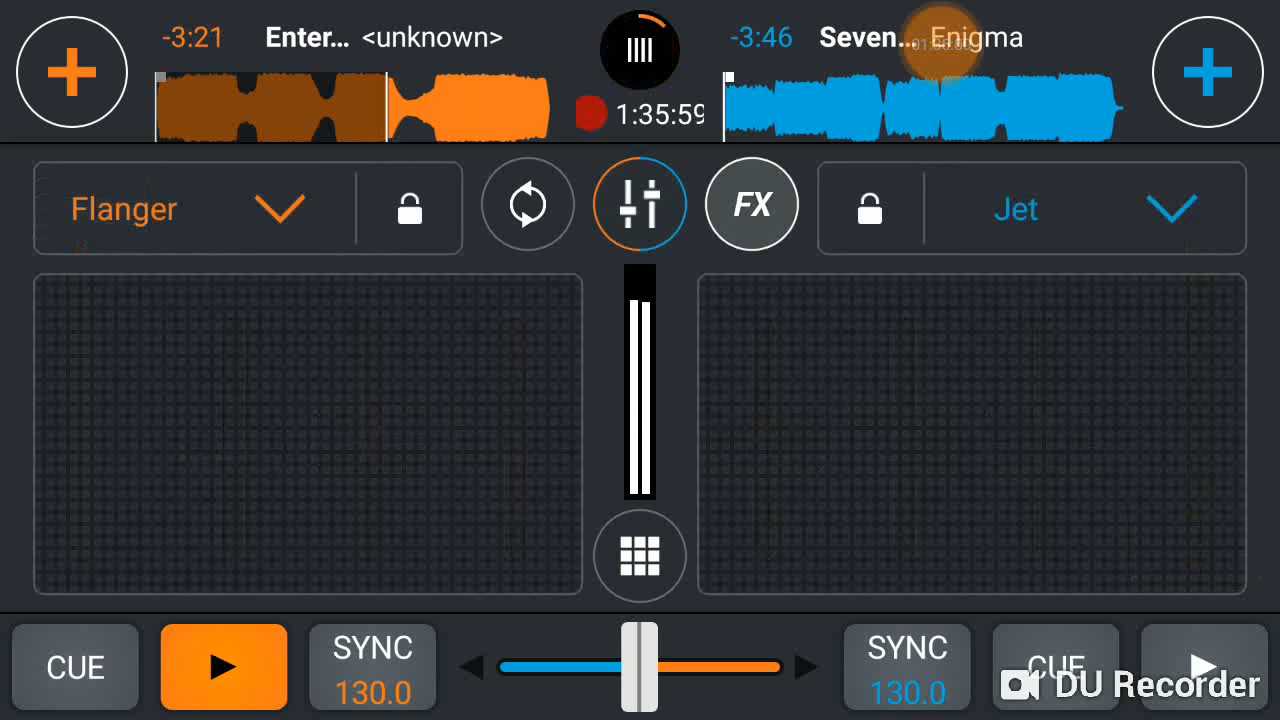 -3:21 Enter... <unknown>
-3:46 Seven... Enigma
1:35:59
Flanger
FX
Jet
CUE
SYNC
130.0
SYNC
130.0
CUE
DU Recorder